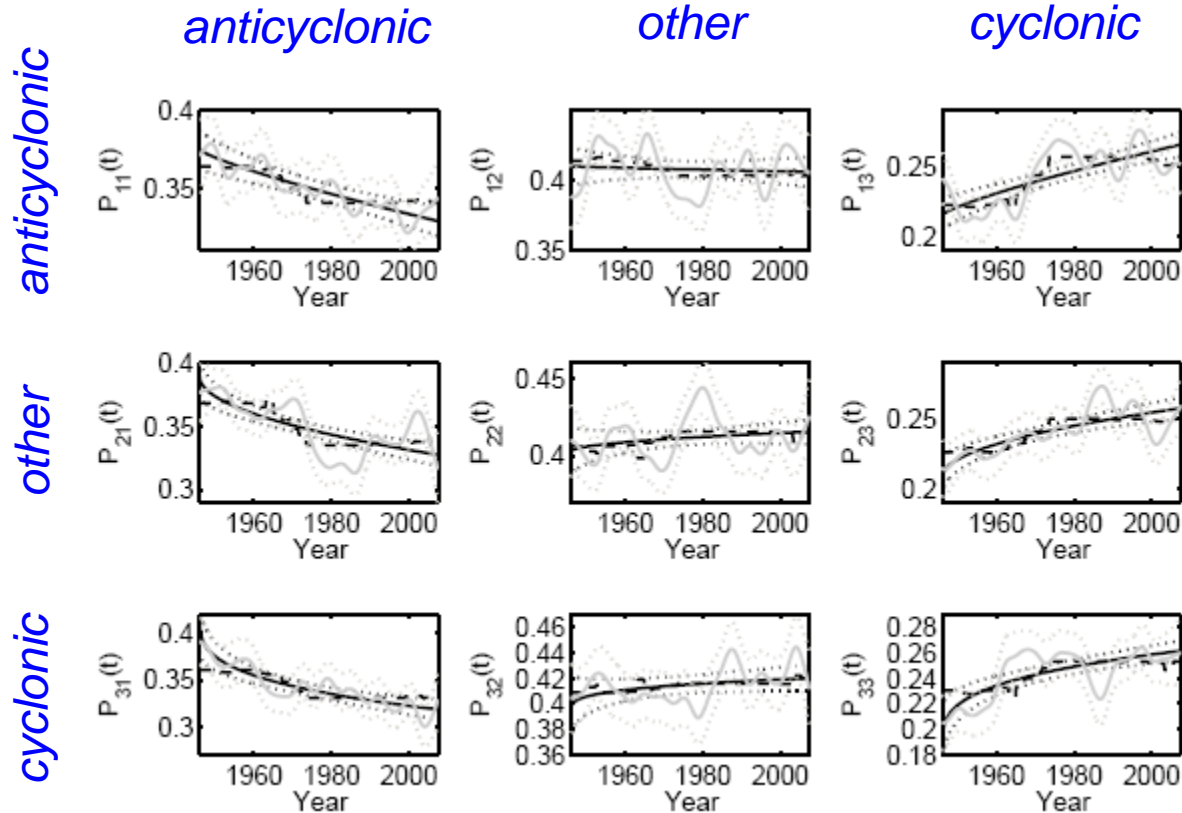 anticyclonic other cyclonic
anticyclonic
P11(t)
0.4
0.35
1960 1980 2000
Year
P12(t)
0.4
0.35
1960 1980 2000
Year
P13(t)
0.25
0.2
1960 1980 2000
Year
other
P21(t)
0.4
0.35
0.3
1960 1980 2000
Year
P22(t)
0.45
0.4
1960 1980 2000
Year
P23(t)
0.25
0.2
1960 1980 2000
Year
cyclonic
P31(t)
0.4
0.35
0.3
1960 1980 2000
Year
P32(t)
0.46
0.44
0.42
0.4
0.38
0.36
1960 1980 2000
Year
P33(t)
0.28
0.26
0.24
0.22
0.2
0.18
1960 1980 2000
Year